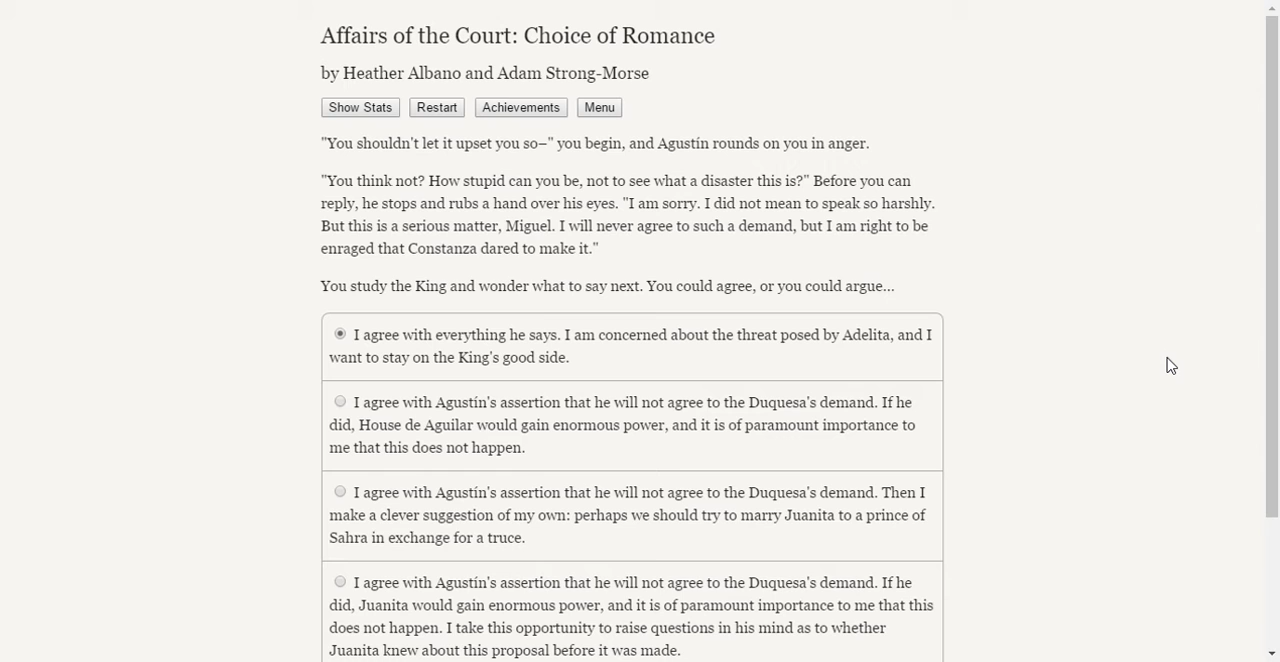 Affairs of the Court: Choice of Romance
by Heather Albano and Adam Strong-Morse
Show Stats Restart Achievements Menu
"You shouldn't let it upset you so–" you begin, and Agustín rounds on you in anger.
"You think not? How stupid can you be, not to see what a disaster this is?" Before you can
reply, he stops and rubs a hand over his eyes. "I am sorry. I did not mean to speak so harshly.
But this is a serious matter, Miguel. I will never agree to such a demand, but I am right to be
enraged that Constanza dared to make it."
You study the King and wonder what to say next. You could agree, or you could argue...
I agree with everything he says. I am concerned about the threat posed by Adelita, and I
want to stay on the King's good side.
I agree with Agustín's assertion that he will not agree to the Duquesa's demand. If he
did, House de Aguilar would gain enormous power, and it is of paramount importance to
me that this does not happen.
I agree with Agustín's assertion that he will not agree to the Duquesa's demand. Then I
make a clever suggestion of my own: perhaps we should try to marry Juanita to a prince of
Sahra in exchange for a truce.
I agree with Agustín's assertion that he will not agree to the Duquesa's demand. If he
did, Juanita would gain enormous power, and it is of paramount importance to me that this
does not happen. I take this opportunity to raise questions in his mind as to whether
Juanita knew about this proposal before it was made.